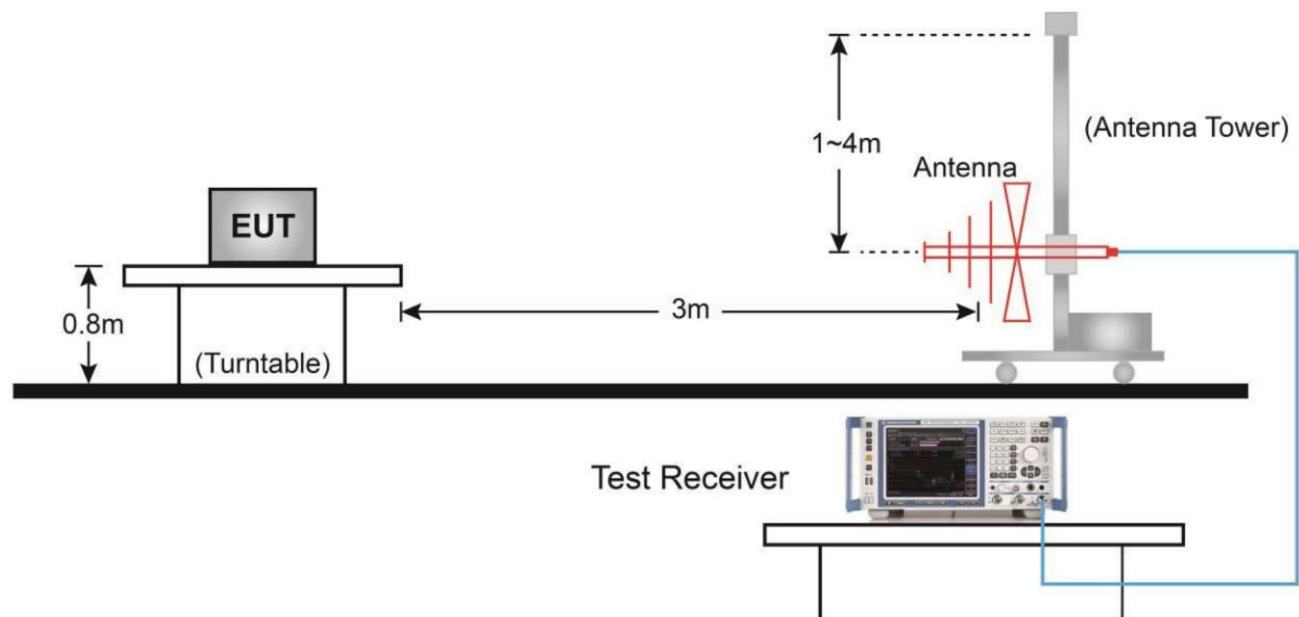 1~4m
(Antenna Tower)
Antenna
EUT
0.8m
3m
(Turntable)
Test Receiver